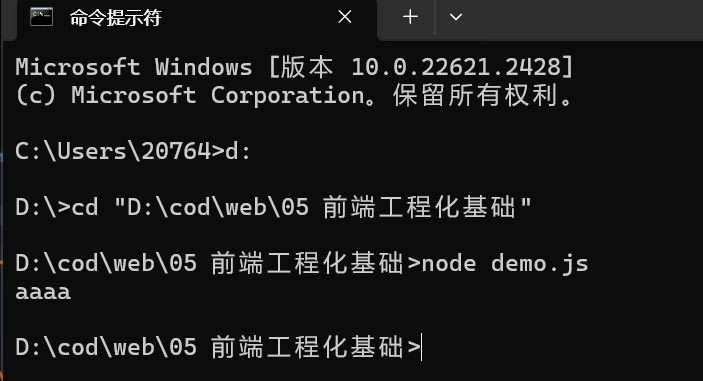 命令提示符
Microsoft Windows [版本 10.0.22621.2428]
(c) Microsoft Corporation。保留所有权利。
C:\Users\20764>d:
D:\>cd "D:\cod\web\05 前端工程化基础"
D:\cod\web\05 前端工程化基础>node demo.js
aaaa
D:\cod\web\05 前端工程化基础>